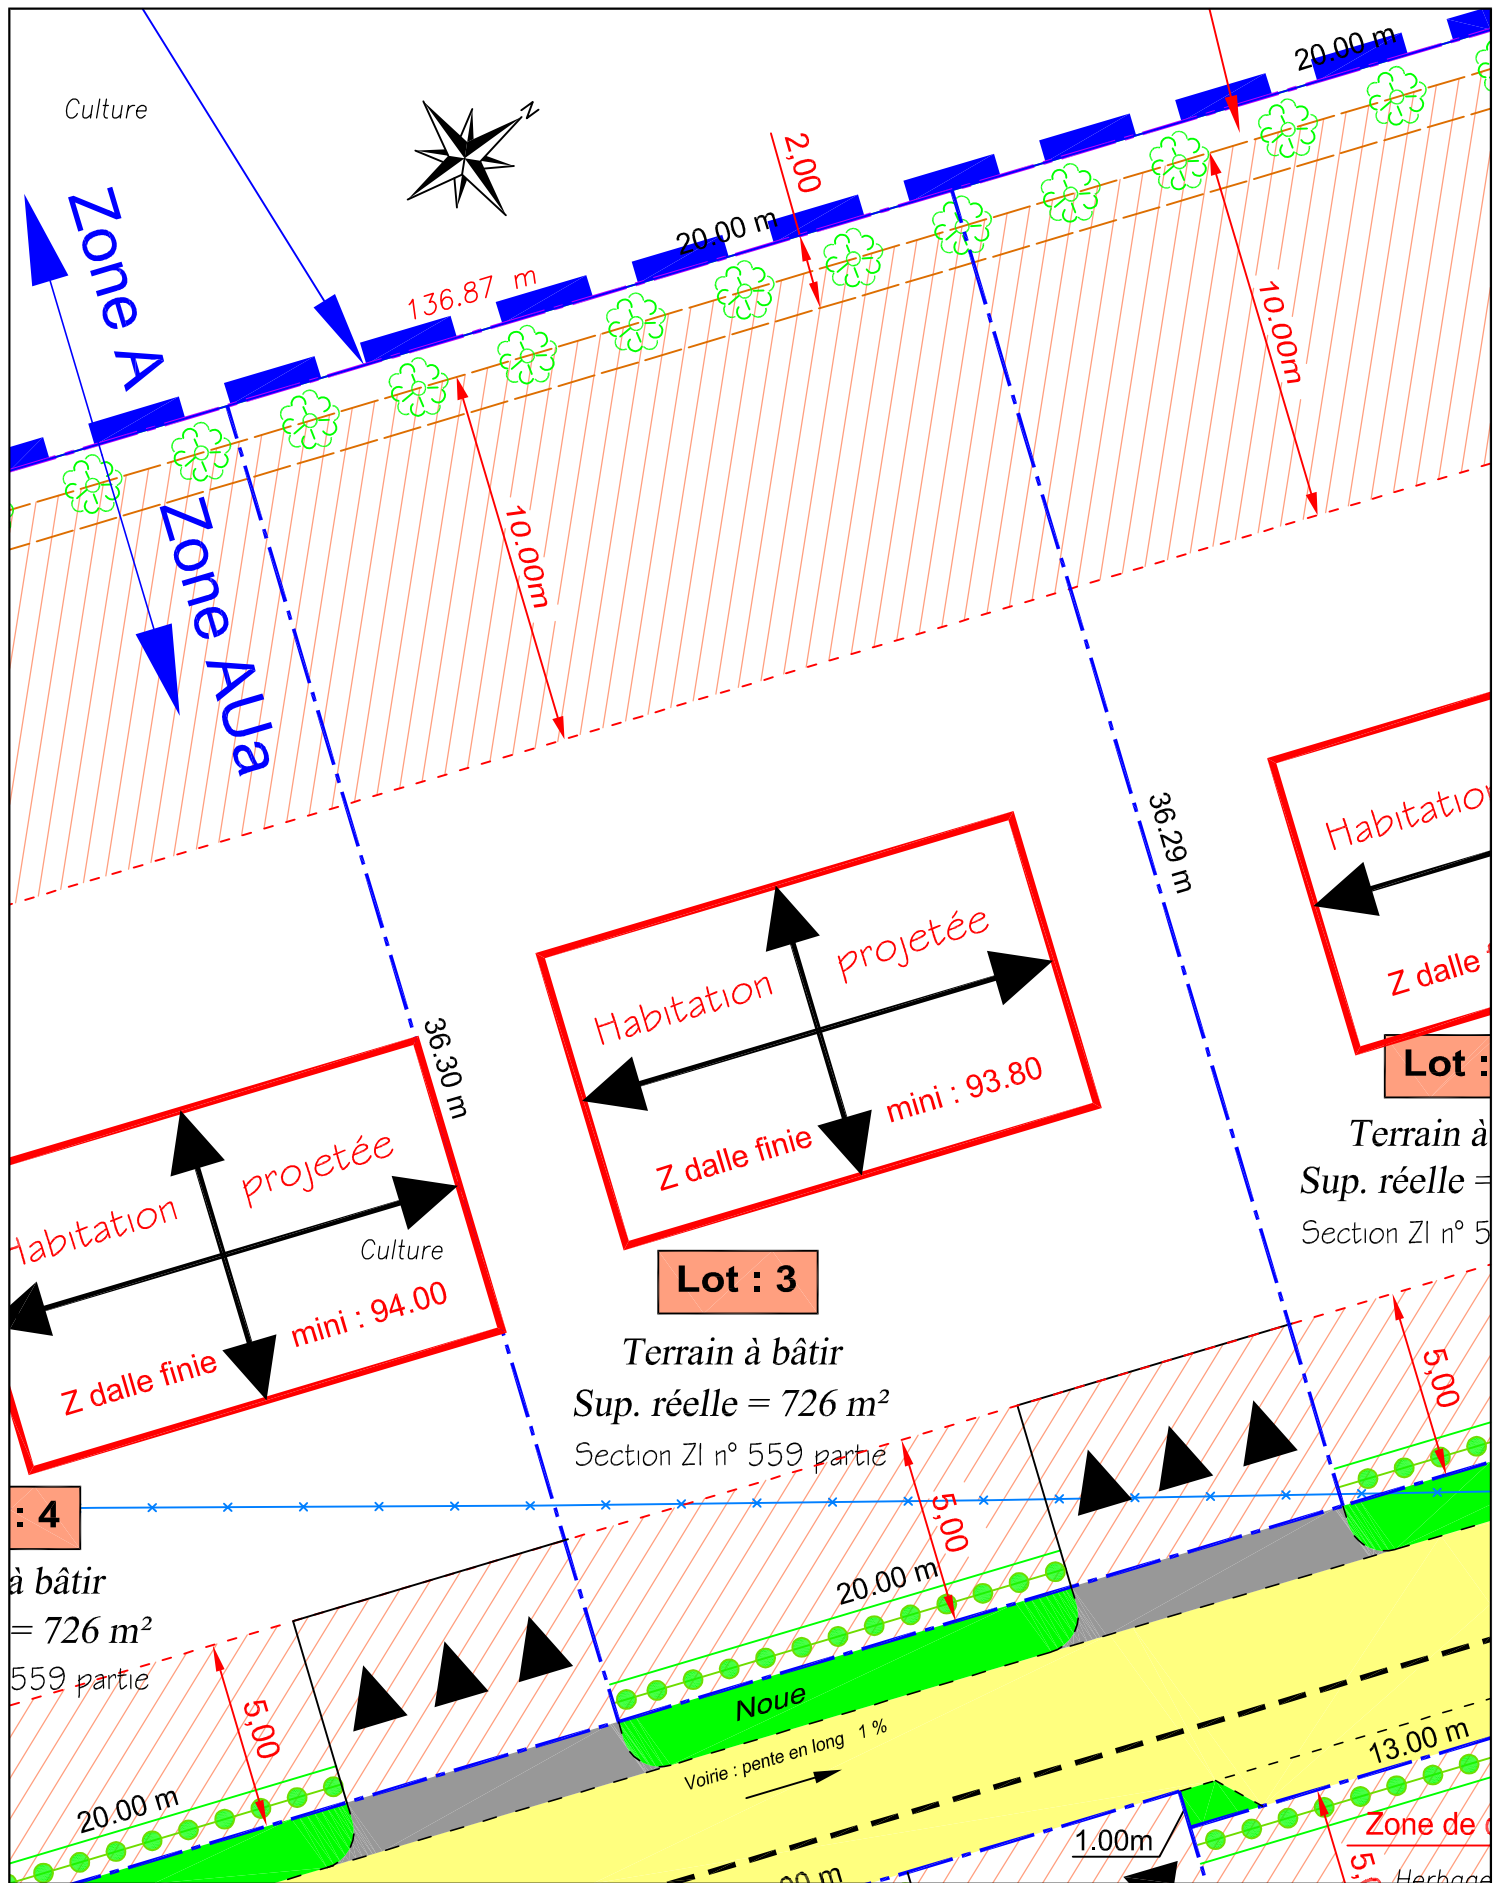 20.00 m
Culture
N
2,00
Zone A
20.00 m
136.87 m
10.00m
10.00m
Zone AUa
36.29 m
Habitatio
Z dalle f
Habitation projetée
Z dalle finie mini : 93.80
36.30 m
Lot :
Terrain à
Sup. réelle =
Section ZI n° 5
Habitation projetée
Culture
Z dalle finie mini : 94.00
Lot : 3
Terrain à bâtir
Sup. réelle = 726 m²
Section ZI n° 559 partie
5,00
: 4
à bâtir
= 726 m²
559 partie
5,00
20.00 m
Noue
Voirie : pente en long 1 %
5,00
20.00 m
13.00 m
1.00m
Zone de
5,
00 m
Herbage